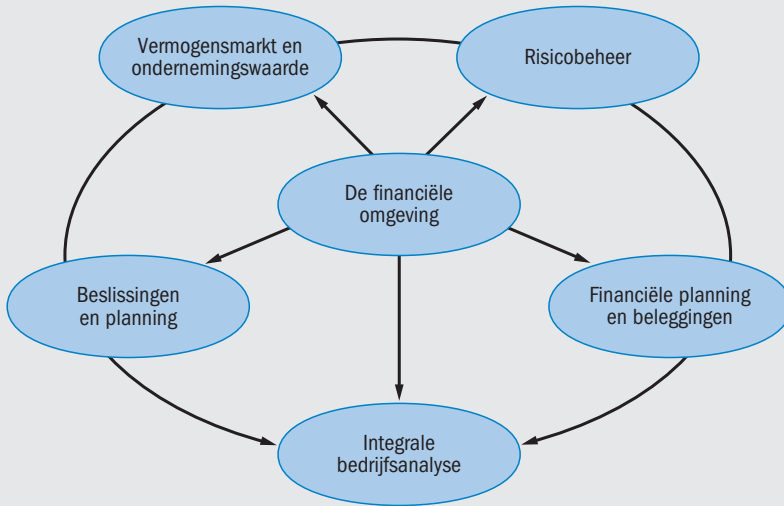 Vermogensmarkt en
ondernemingswaarde
Risicobeheer
De financiële
omgeving
Beslissingen
en planning
Financiële planning
en beleggingen
Integrale
bedrijfsanalyse